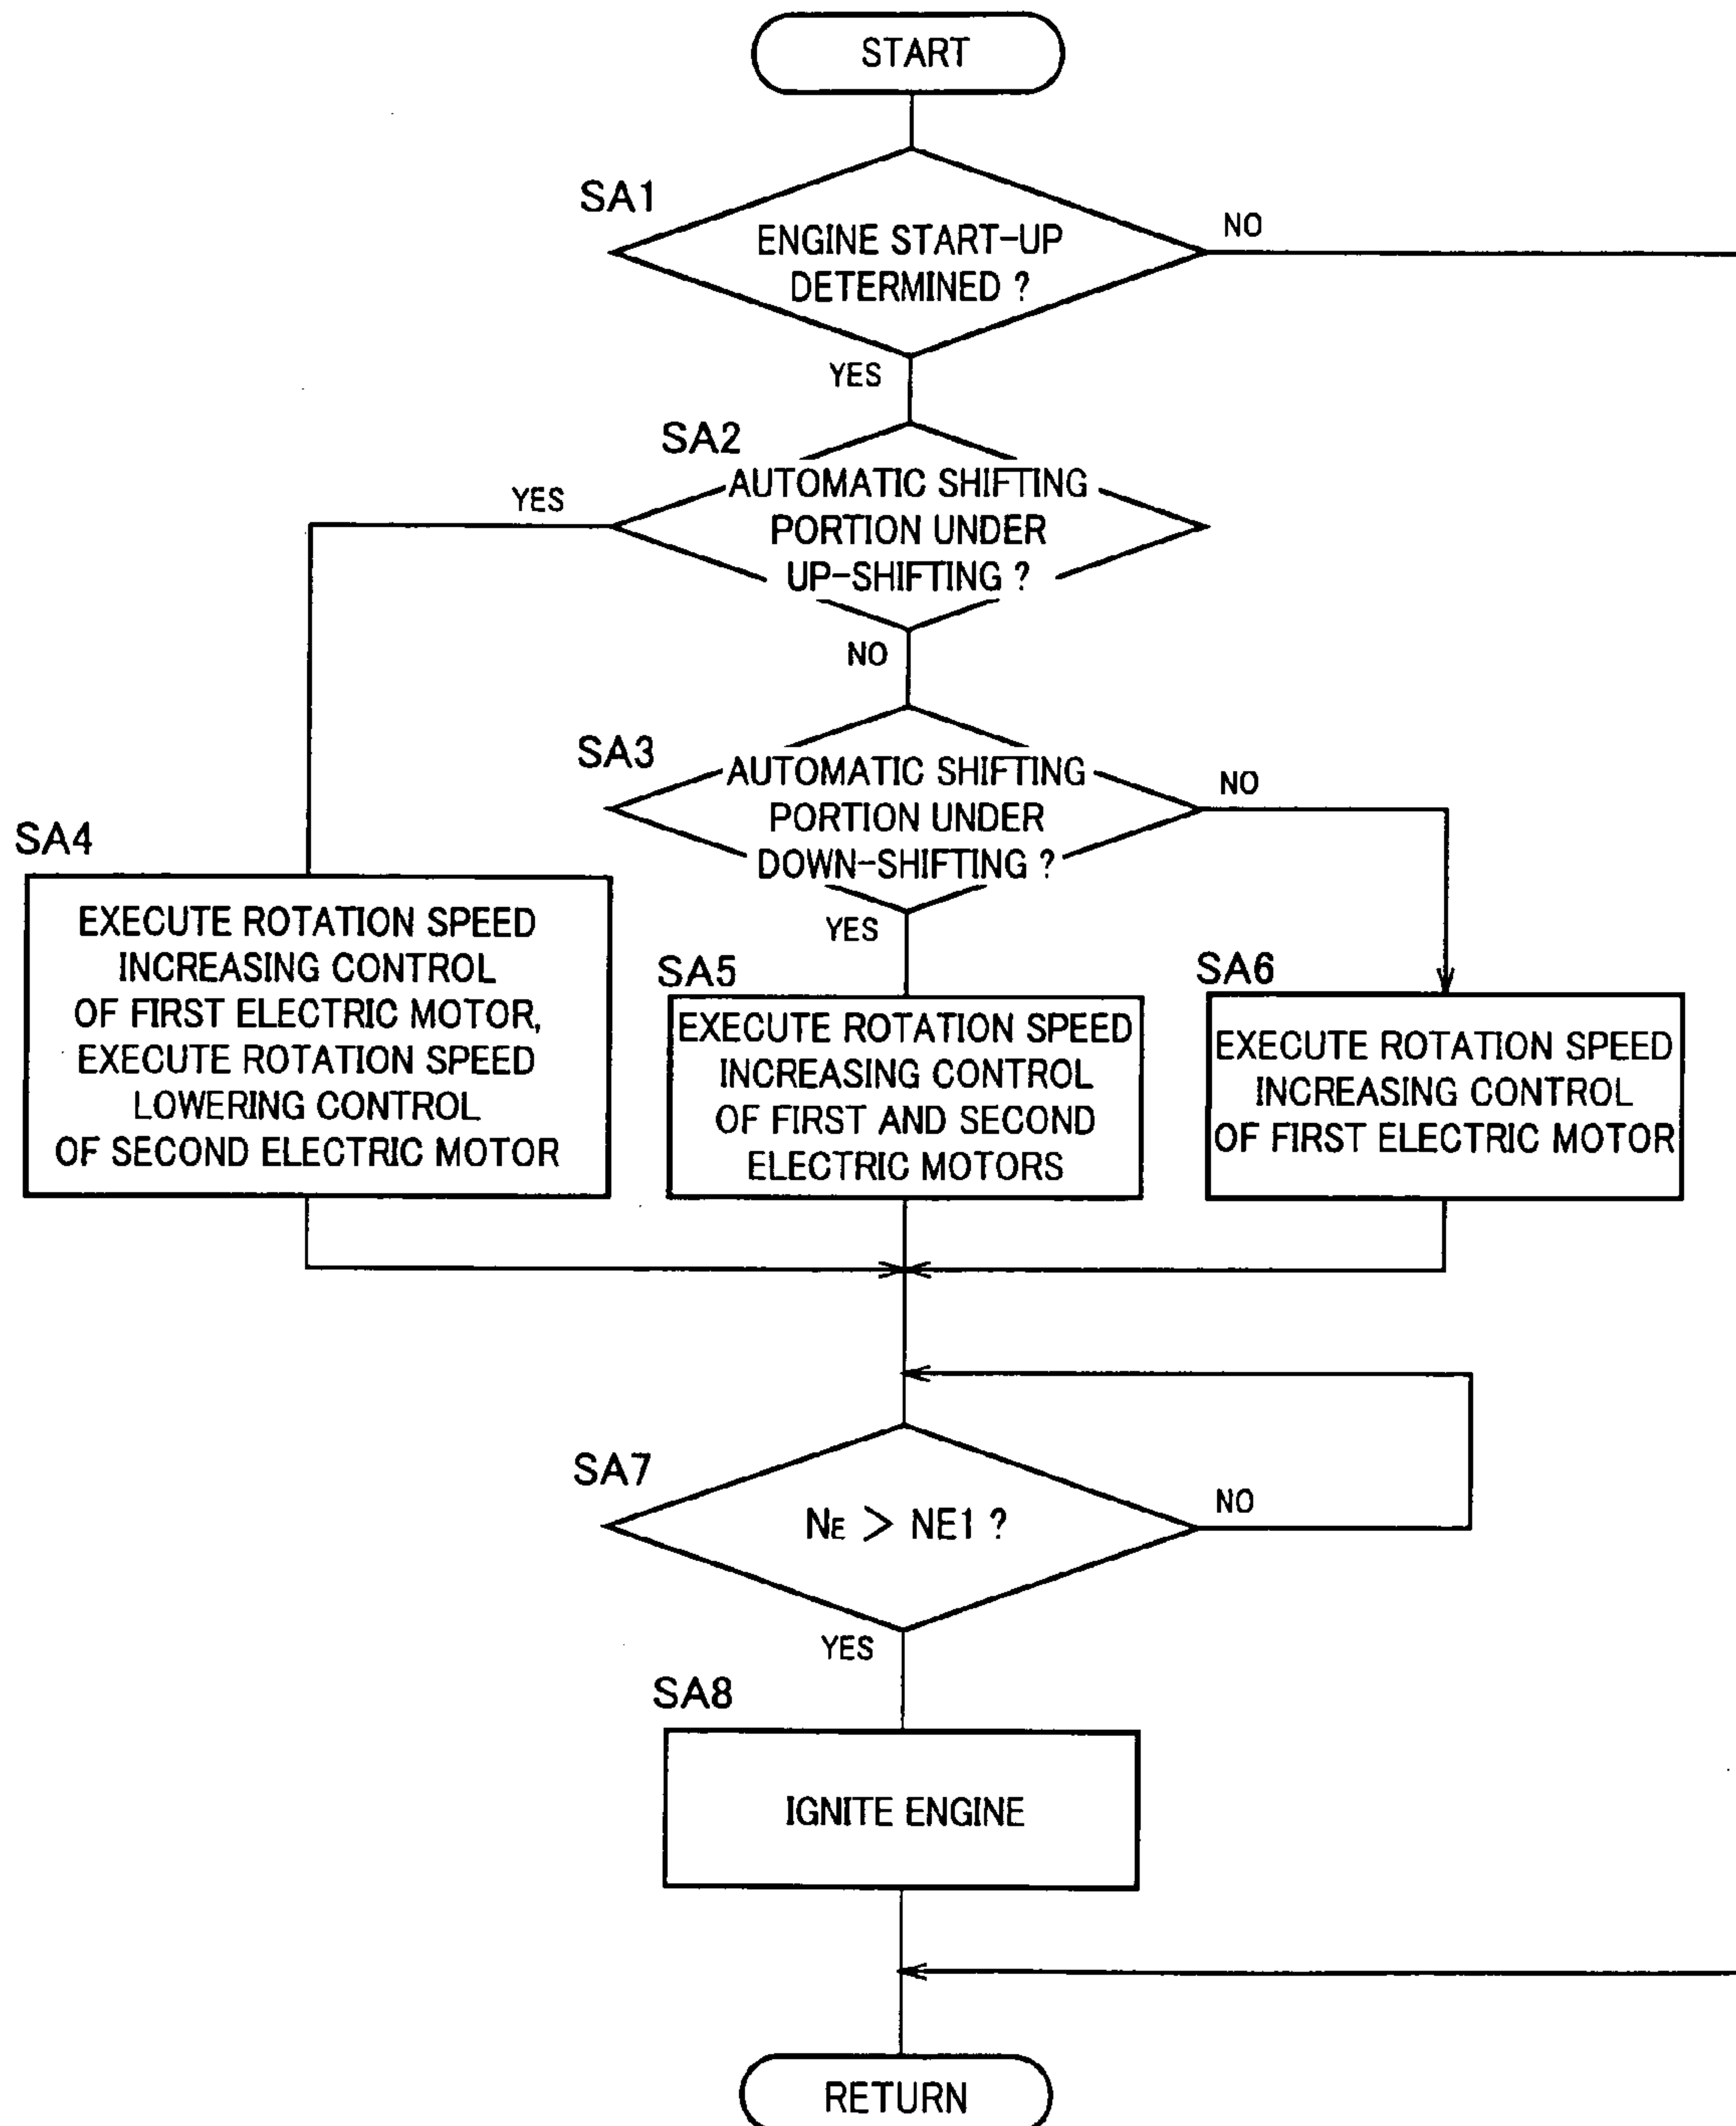 START
SA1
ENGINE START-UP
DETERMINED ?
NO
YES
SA2
AUTOMATIC SHIFTING
PORTION UNDER
UP-SHIFTING ?
YES
NO
SA3
AUTOMATIC SHIFTING
PORTION UNDER
DOWN-SHIFTING ?
NO
YES
SA4
EXECUTE ROTATION SPEED
INCREASING CONTROL
OF FIRST ELECTRIC MOTOR,
EXECUTE ROTATION SPEED
LOWERING CONTROL
OF SECOND ELECTRIC MOTOR
SA5
EXECUTE ROTATION SPEED
INCREASING CONTROL
OF FIRST AND SECOND
ELECTRIC MOTORS
SA6
EXECUTE ROTATION SPEED
INCREASING CONTROL
OF FIRST ELECTRIC MOTOR
SA7
NE > NE1 ?
NO
YES
SA8
IGNITE ENGINE
RETURN